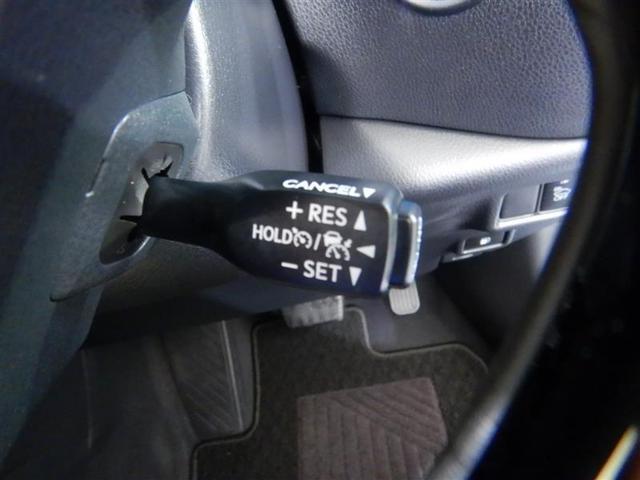 CANCEL▼
+ RES ▲
HOLD / ◀
− SET ▼